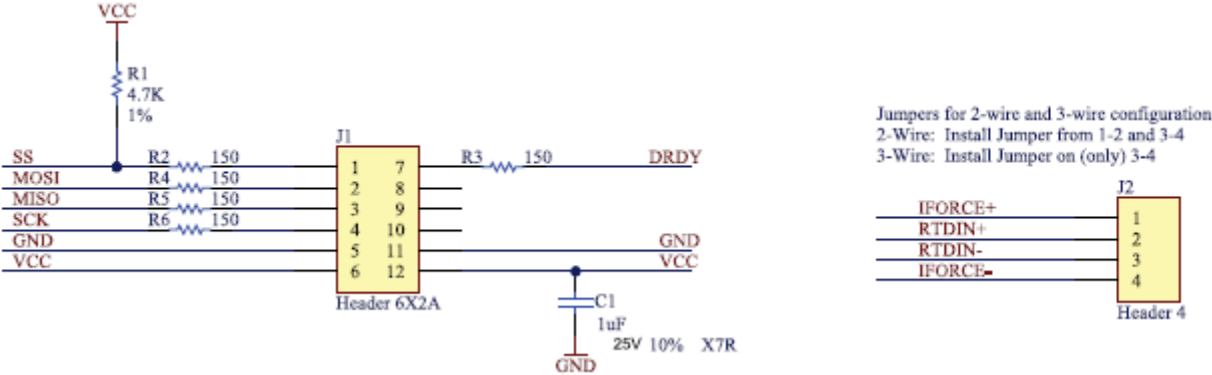 VCC
R1
4.7K
1%
J1
SS R2 150 1 7 R3 150 DRDY
MOSI R4 150 2 8
MISO R5 150 3 9
SCK R6 150 4 10
GND 5 11 GND
VCC 6 12 VCC
Header 6X2A
C1
1uF
25V 10% X7R
GND
Jumpers for 2-wire and 3-wire configuration
2-Wire: Install Jumper from 1-2 and 3-4
3-Wire: Install Jumper on (only) 3-4
J2
IFORCE+ 1
RTDIN+ 2
RTDIN- 3
IFORCE- 4
Header 4